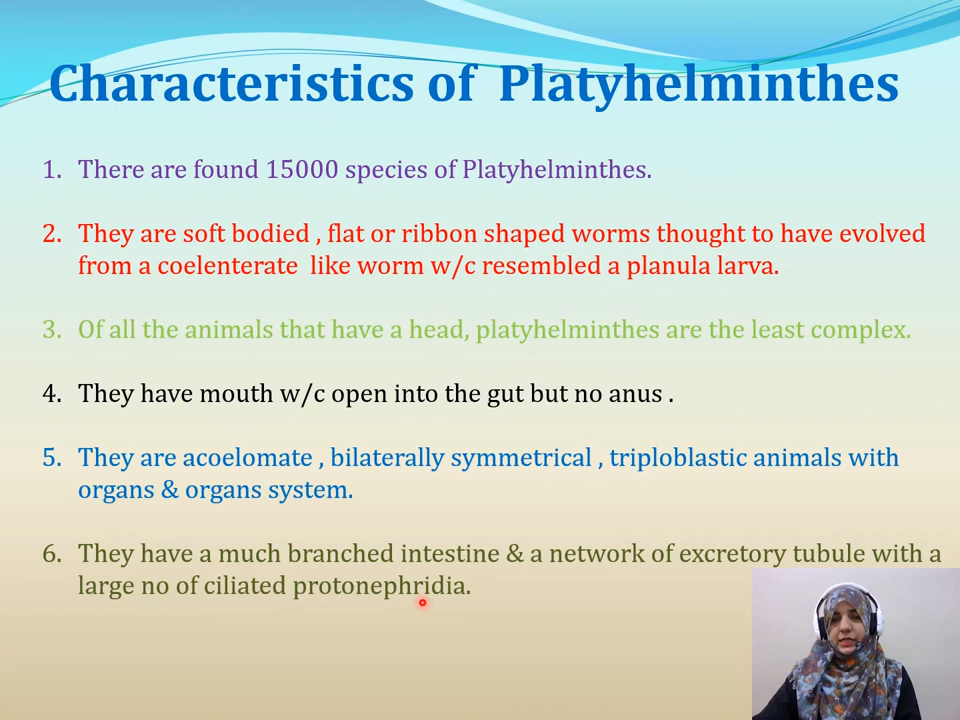 Characteristics of Platyhelminthes
1. There are found 15000 species of Platyhelminthes.
2. They are soft bodied , flat or ribbon shaped worms thought to have evolved
from a coelenterate like worm w/c resembled a planula larva.
3. Of all the animals that have a head, platyhelminthes are the least complex.
4. They have mouth w/c open into the gut but no anus .
5. They are acoelomate , bilaterally symmetrical , triploblastic animals with
organs & organs system.
6. They have a much branched intestine & a network of excretory tubule with a
large no of ciliated protonephridia.